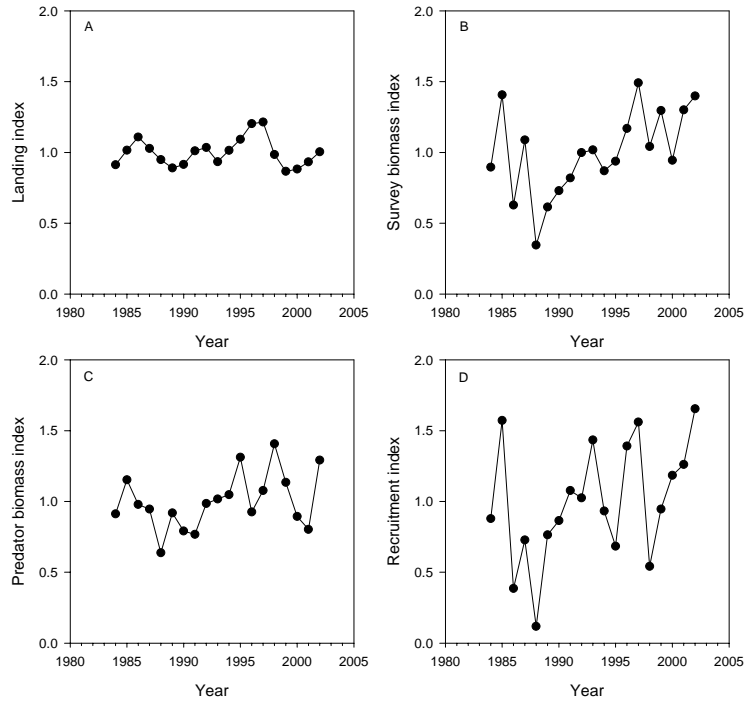 A
2.0
1.5
1.0
0.5
0.0
Landing index
1980 1985 1990 1995 2000 2005
Year
B
2.0
1.5
1.0
0.5
0.0
Survey biomass index
1980 1985 1990 1995 2000 2005
Year
C
2.0
1.5
1.0
0.5
0.0
Predator biomass index
1980 1985 1990 1995 2000 2005
Year
D
2.0
1.5
1.0
0.5
0.0
Recruitment index
1980 1985 1990 1995 2000 2005
Year